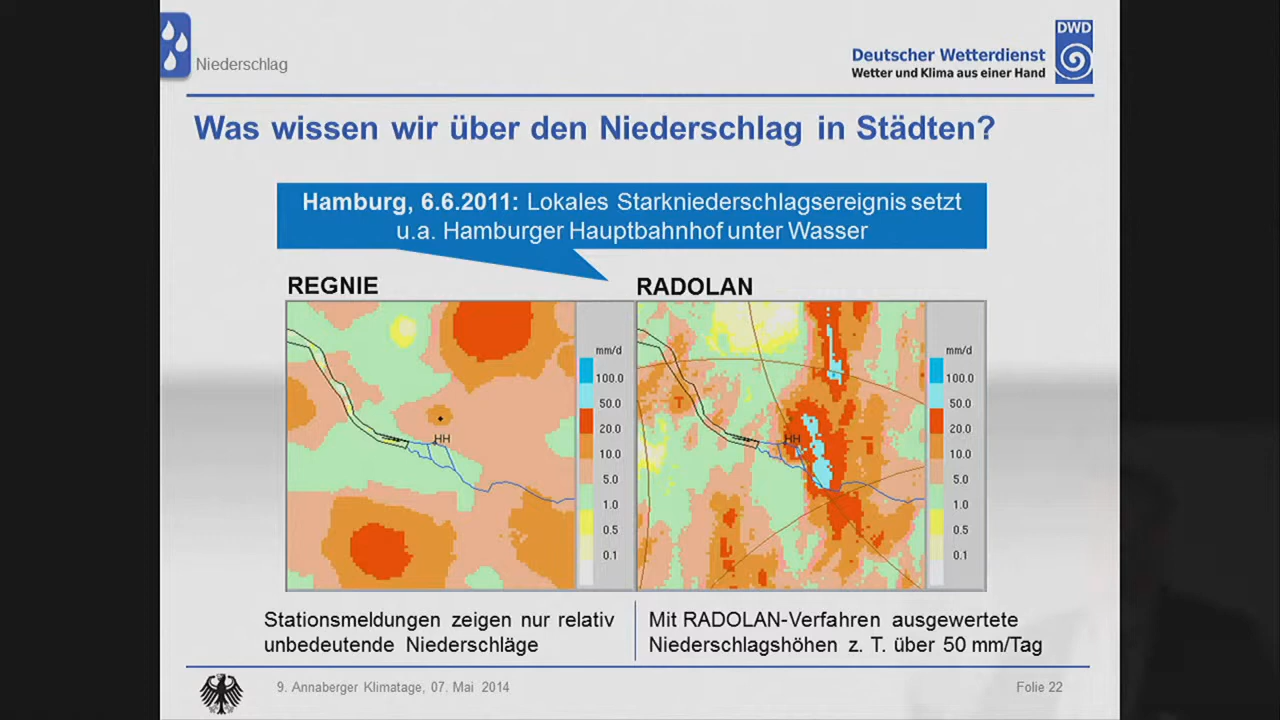 Niederschlag
DWD
Deutscher Wetterdienst
Wetter und Klima aus einer Hand
Was wissen wir über den Niederschlag in Städten?
Hamburg, 6.6.2011: Lokales Starkniederschlagsereignis setzt
u.a. Hamburger Hauptbahnhof unter Wasser
REGNIE
mm/d
100.0
50.0
20.0
10.0
5.0
1.0
0.5
0.1
HH
RADOLAN
mm/d
100.0
50.0
20.0
10.0
5.0
1.0
0.5
0.1
HH
Stationsmeldungen zeigen nur relativ
unbedeutende Niederschläge
Mit RADOLAN-Verfahren ausgewertete
Niederschlagshöhen z. T. über 50 mm/Tag
9. Annaberger Klimatage, 07. Mai 2014
Folie 22